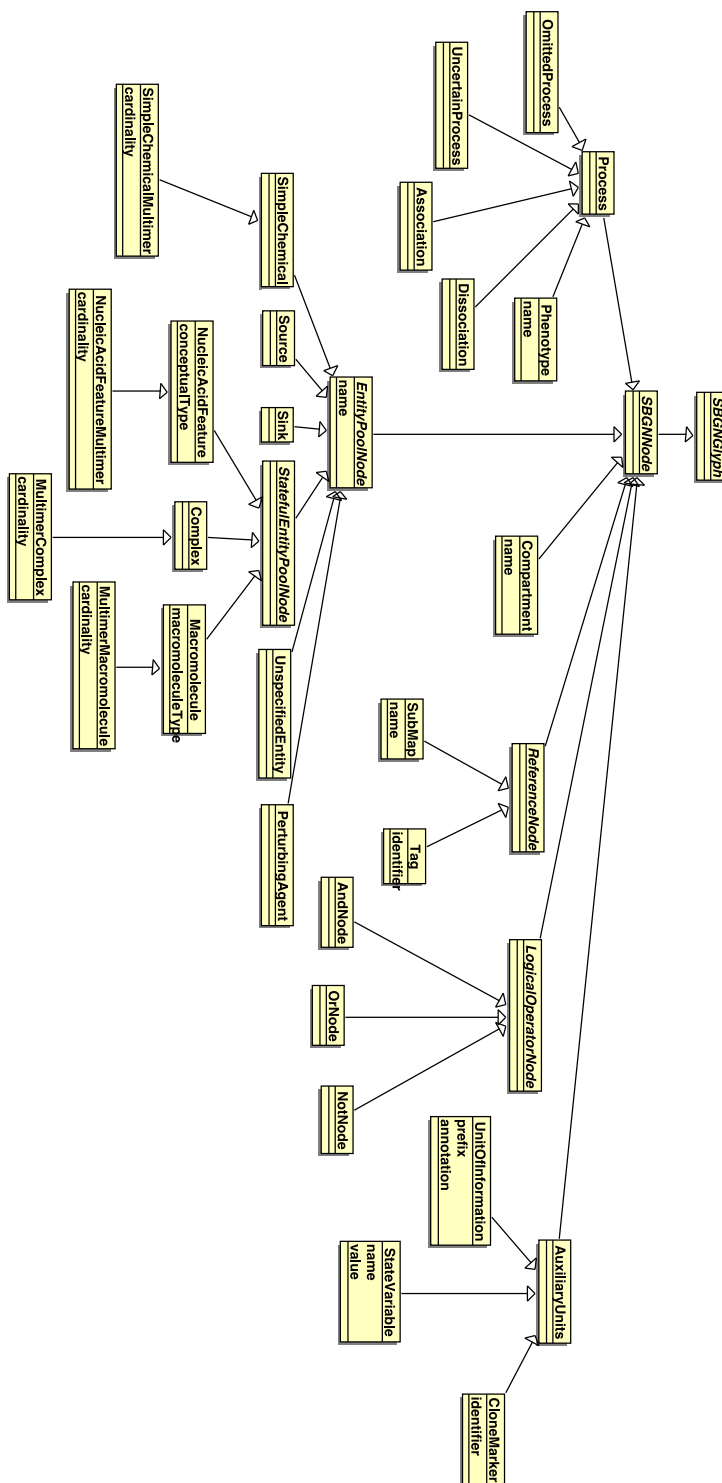 SBGNGlyph
SBGNNode
Process
OmittedProcess
UncertainProcess
Association
Dissociation
Phenotype
name
EntityPoolNode
name
Compartment
name
ReferenceNode
SubMap
name
Tag
identifier
LogicalOperatorNode
AndNode
OrNode
NotNode
AuxiliaryUnits
UnitOfInformation
prefix
annotation
StateVariable
name
value
CloneMarker
identifier
SimpleChemical
Source
Sink
StatefulEntityPoolNode
UnspecifiedEntity
PerturbingAgent
SimpleChemicalMultimer
cardinality
NucleicAcidFeature
conceptualType
Complex
Macromolecule
macromoleculeType
NucleicAcidFeatureMultimer
cardinality
MultimerComplex
cardinality
MultimerMacromolecule
cardinality